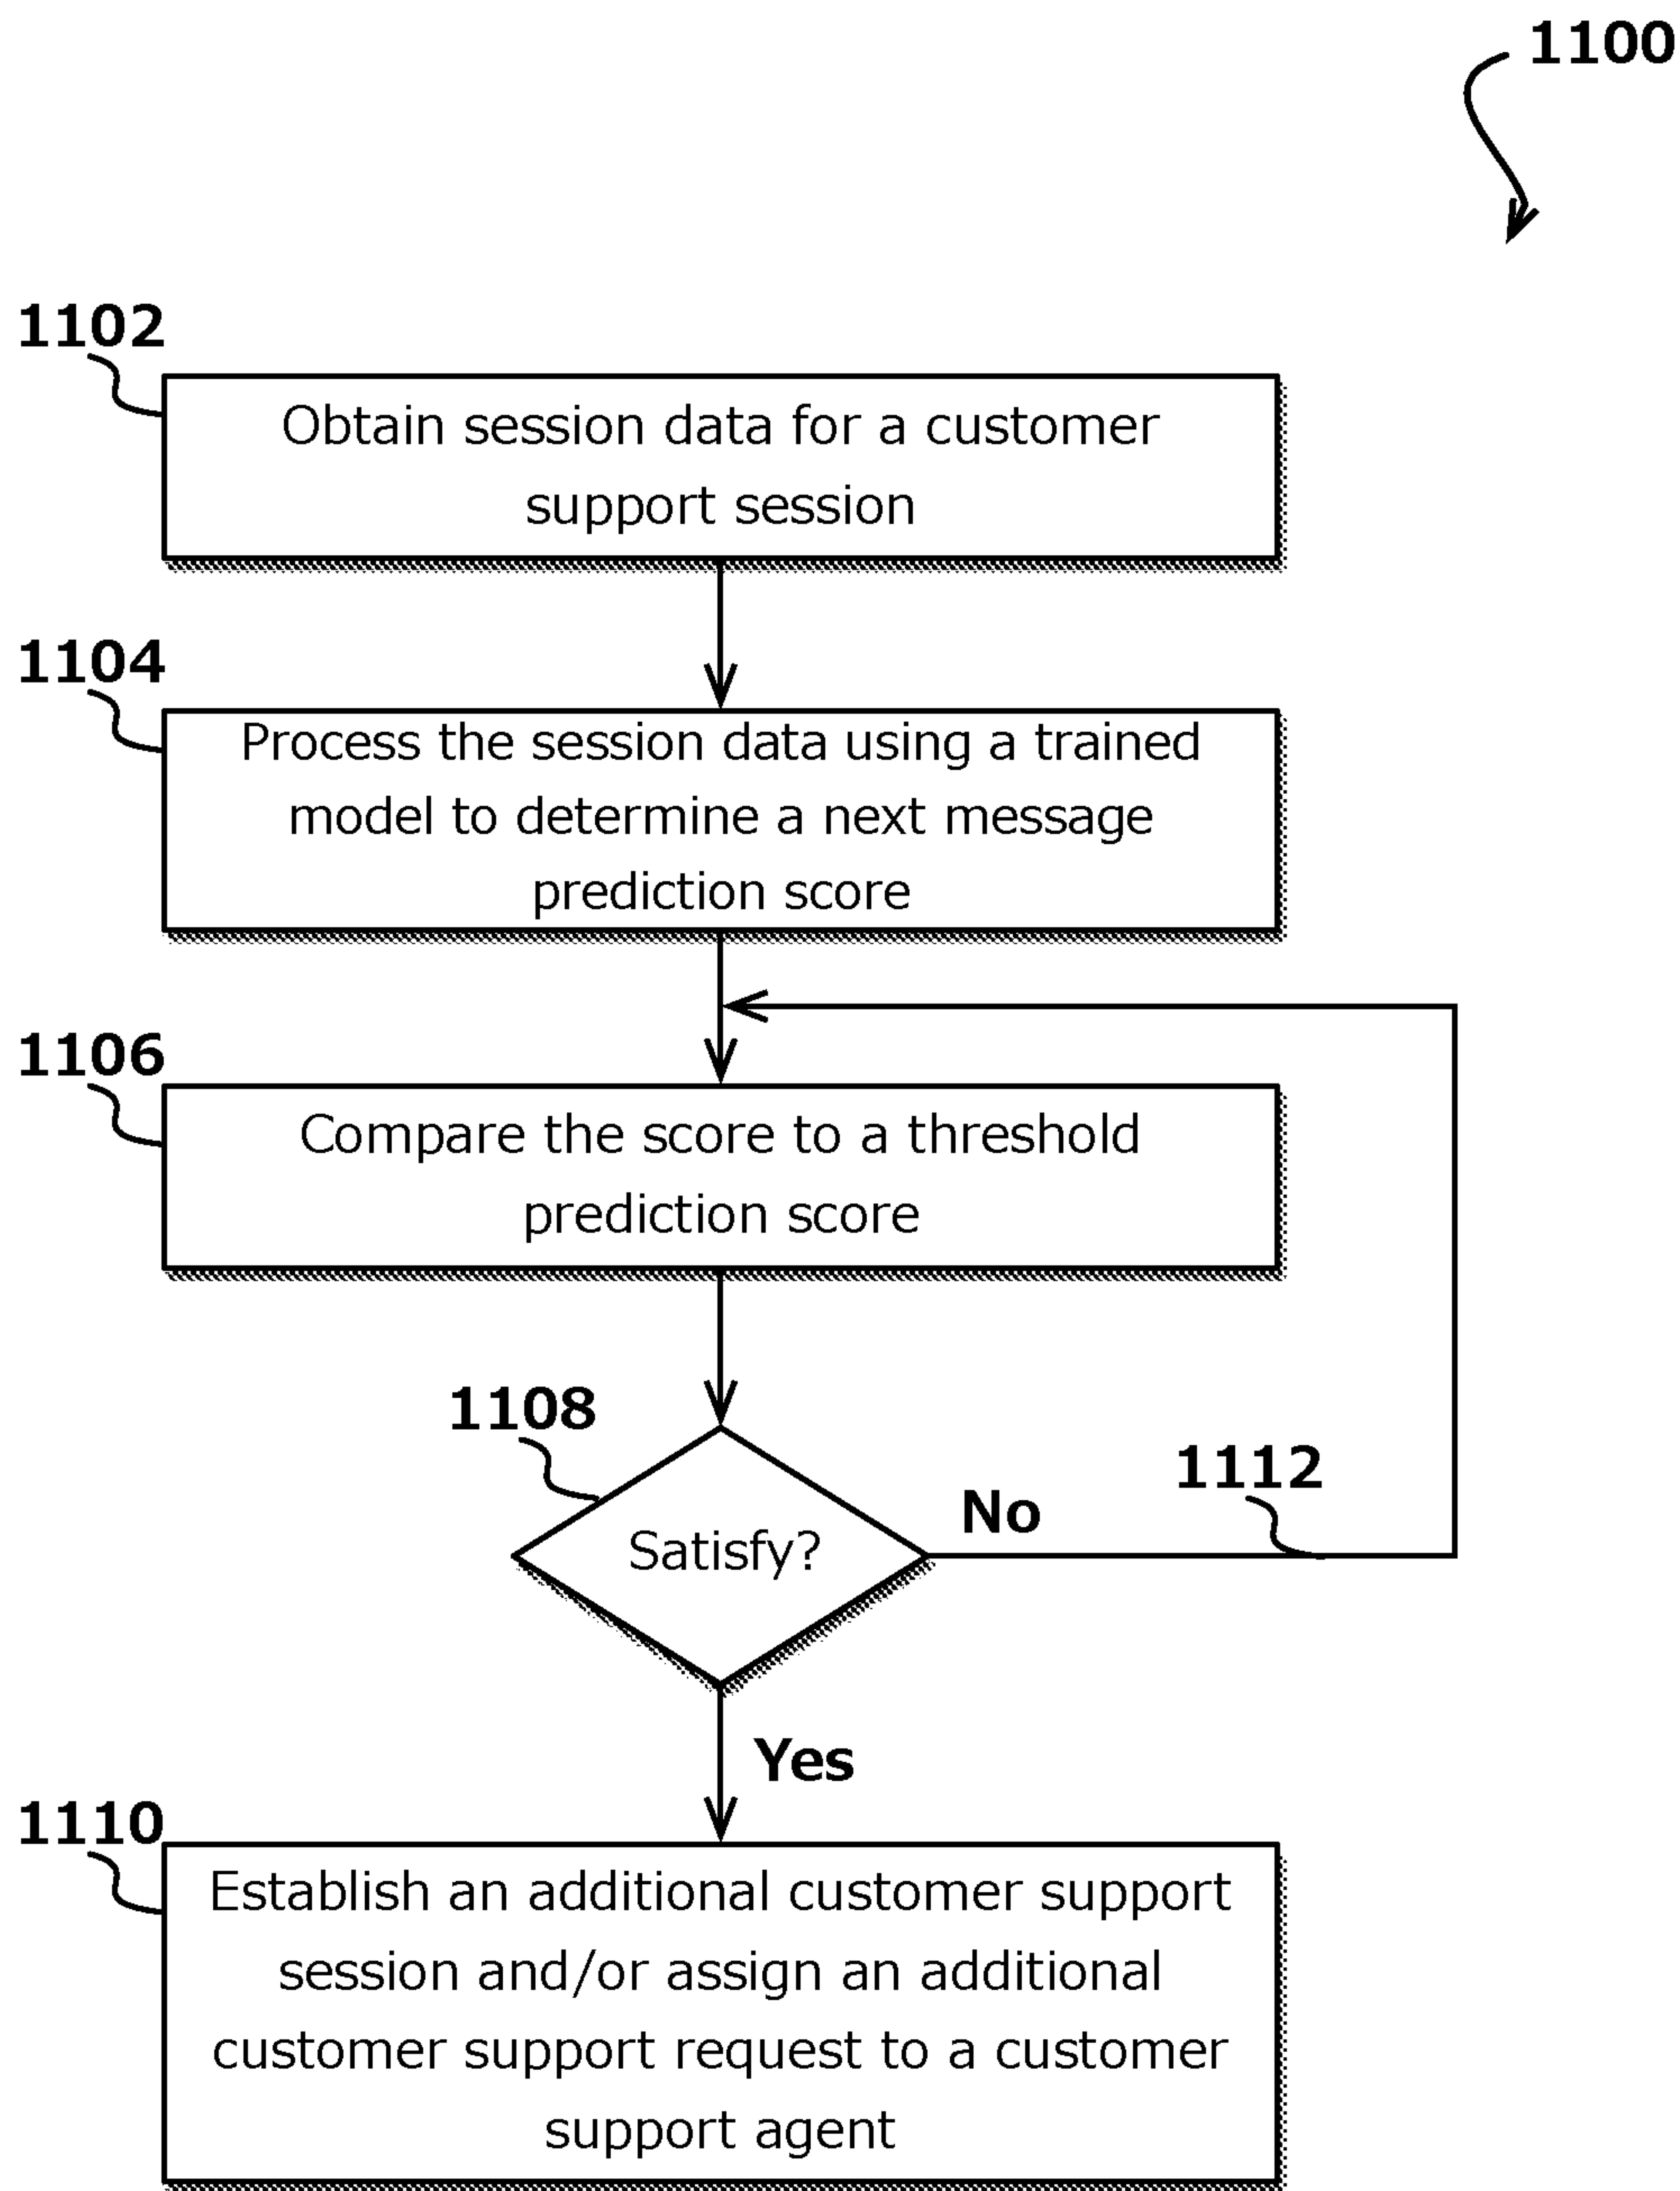 1100
1102
Obtain session data for a customer
support session
1104
Process the session data using a trained
model to determine a next message
prediction score
1106
Compare the score to a threshold
prediction score
1108
Satisfy?
No
1112
Yes
1110
Establish an additional customer support
session and/or assign an additional
customer support request to a customer
support agent